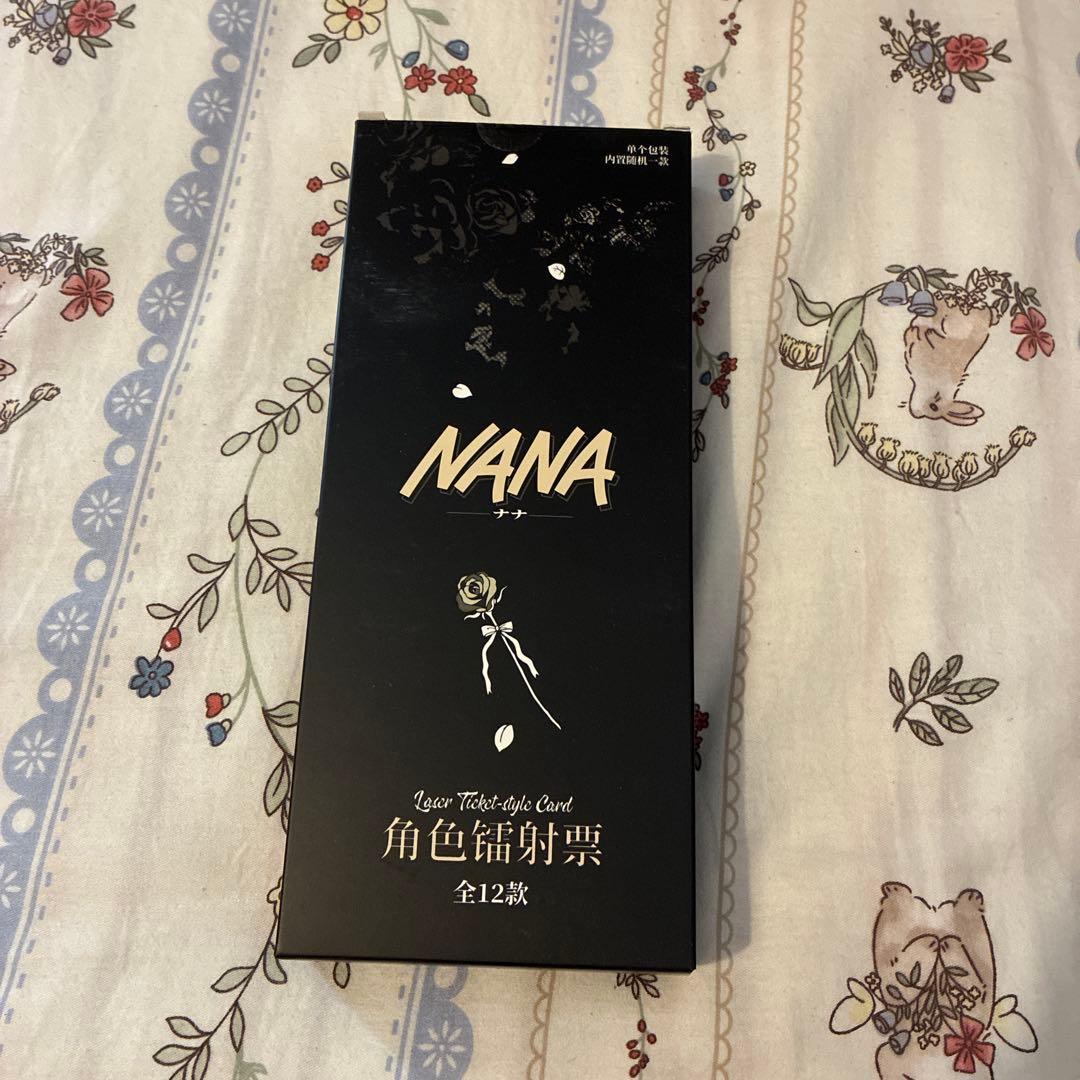 单个包装
内置随机一款
NANA
ナナ
Laser Ticket-style Card
角色镭射票
全12款